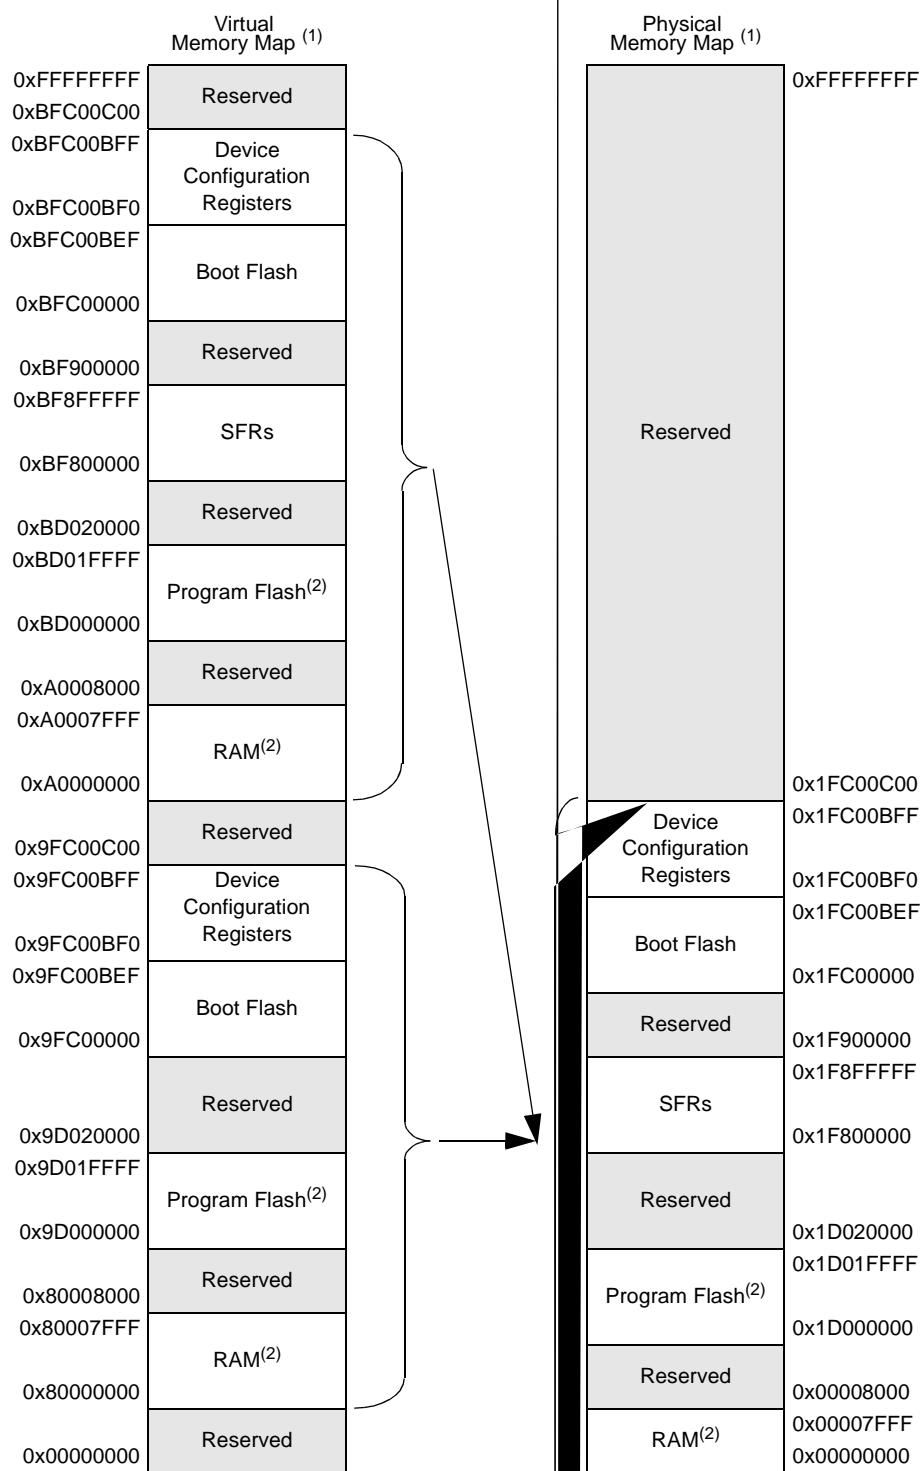 Virtual
Memory Map (1)
0xFFFFFFFF
Reserved
0xBFC00C00
0xBFC00BFF
Device
Configuration
Registers
0xBFC00BF0
0xBFC00BEF
Boot Flash
0xBFC00000
Reserved
0xBF900000
0xBF8FFFFF
SFRs
0xBF800000
Reserved
0xBD020000
0xBD01FFFF
Program Flash(2)
0xBD000000
Reserved
0xA0008000
0xA0007FFF
RAM(2)
0xA0000000
Reserved
0x9FC00C00
0x9FC00BFF
Device
Configuration
Registers
0x9FC00BF0
0x9FC00BEF
Boot Flash
0x9FC00000
Reserved
0x9D020000
0x9D01FFFF
Program Flash(2)
0x9D000000
Reserved
0x80008000
0x80007FFF
RAM(2)
0x80000000
Reserved
0x00000000
Physical
Memory Map (1)
0xFFFFFFFF
Reserved
0x1FC00C00
0x1FC00BFF
Device
Configuration
Registers
0x1FC00BF0
0x1FC00BEF
Boot Flash
0x1FC00000
Reserved
0x1F900000
0x1F8FFFFF
SFRs
0x1F800000
Reserved
0x1D020000
0x1D01FFFF
Program Flash(2)
0x1D000000
Reserved
0x00008000
0x00007FFF
RAM(2)
0x00000000